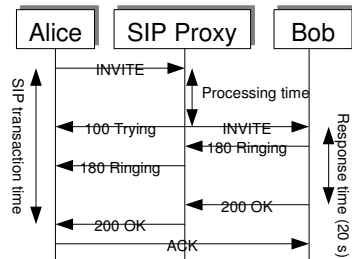 Alice
SIP Proxy
Bob
INVITE
Processing time
100 Trying
INVITE
180 Ringing
180 Ringing
200 OK
200 OK
ACK
SIP transaction time
Response time (20 s)